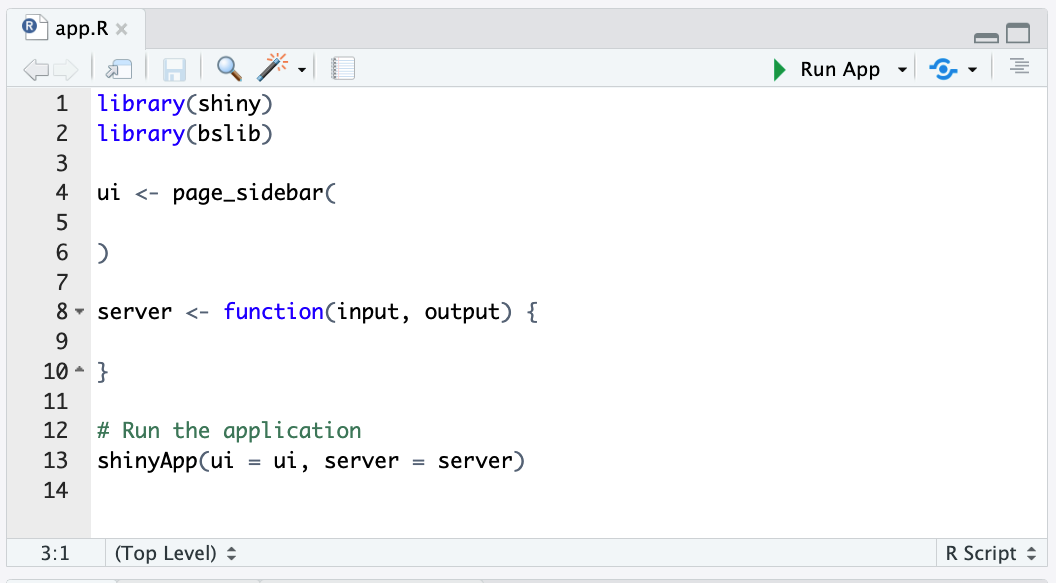 app.R
Run App
1 library(shiny)
2 library(bslib)
3
4 ui <- page_sidebar(
5
6 )
7
8 server <- function(input, output) {
9
10 }
11
12 # Run the application
13 shinyApp(ui = ui, server = server)
14
3:1 (Top Level) R Script